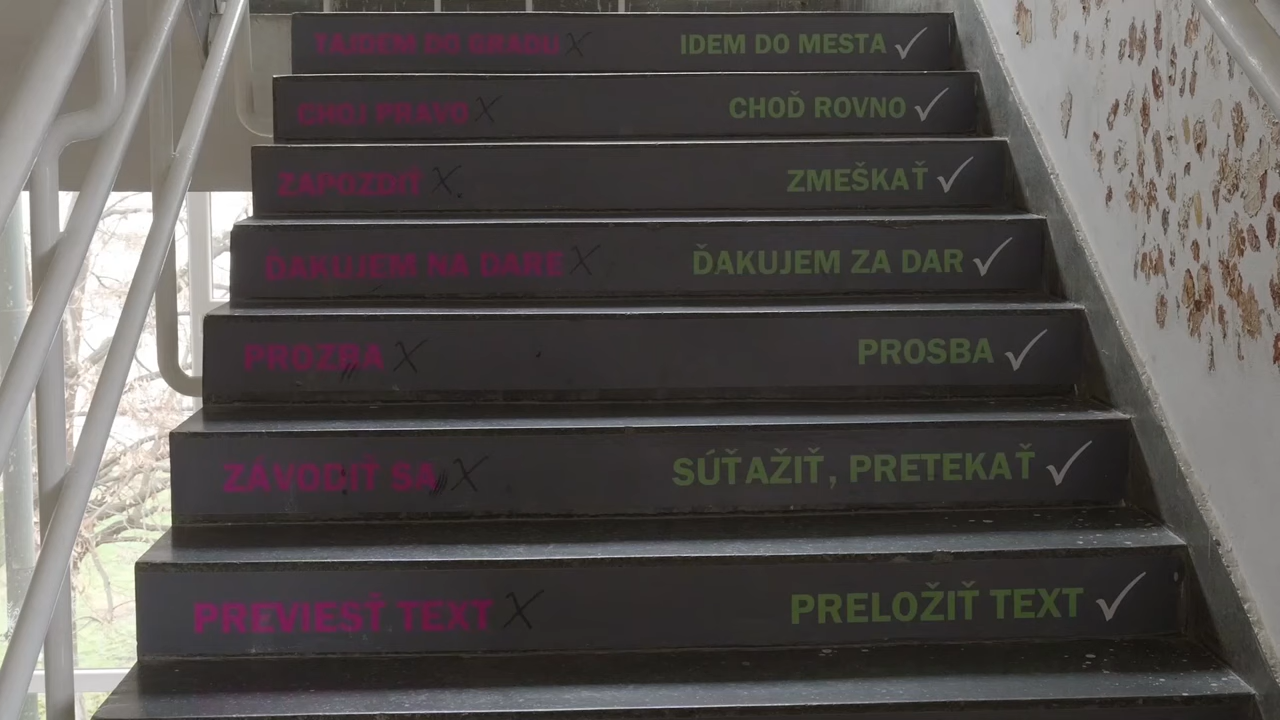 TAJDEM DO GRADU X IDEM DO MESTA ✓
CHOJ PRAVO X CHOĎ ROVNO ✓
ZAPOZDIŤ X ZMEŠKAŤ ✓
ĎAKUJEM NA DARE X ĎAKUJEM ZA DAR ✓
PROZBA X PROSBA ✓
ZÁVODIŤ SA X SÚŤAŽIŤ, PRETEKAŤ ✓
PREVIESŤ TEXT X PRELOŽIŤ TEXT ✓